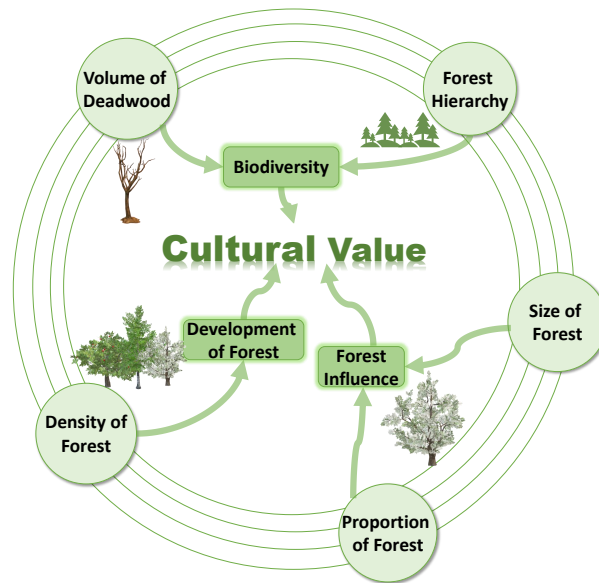 Volume of
Deadwood
Forest
Hierarchy
Biodiversity
Cultural Value
Development
of Forest
Forest
Influence
Size of
Forest
Density of
Forest
Proportion
of Forest